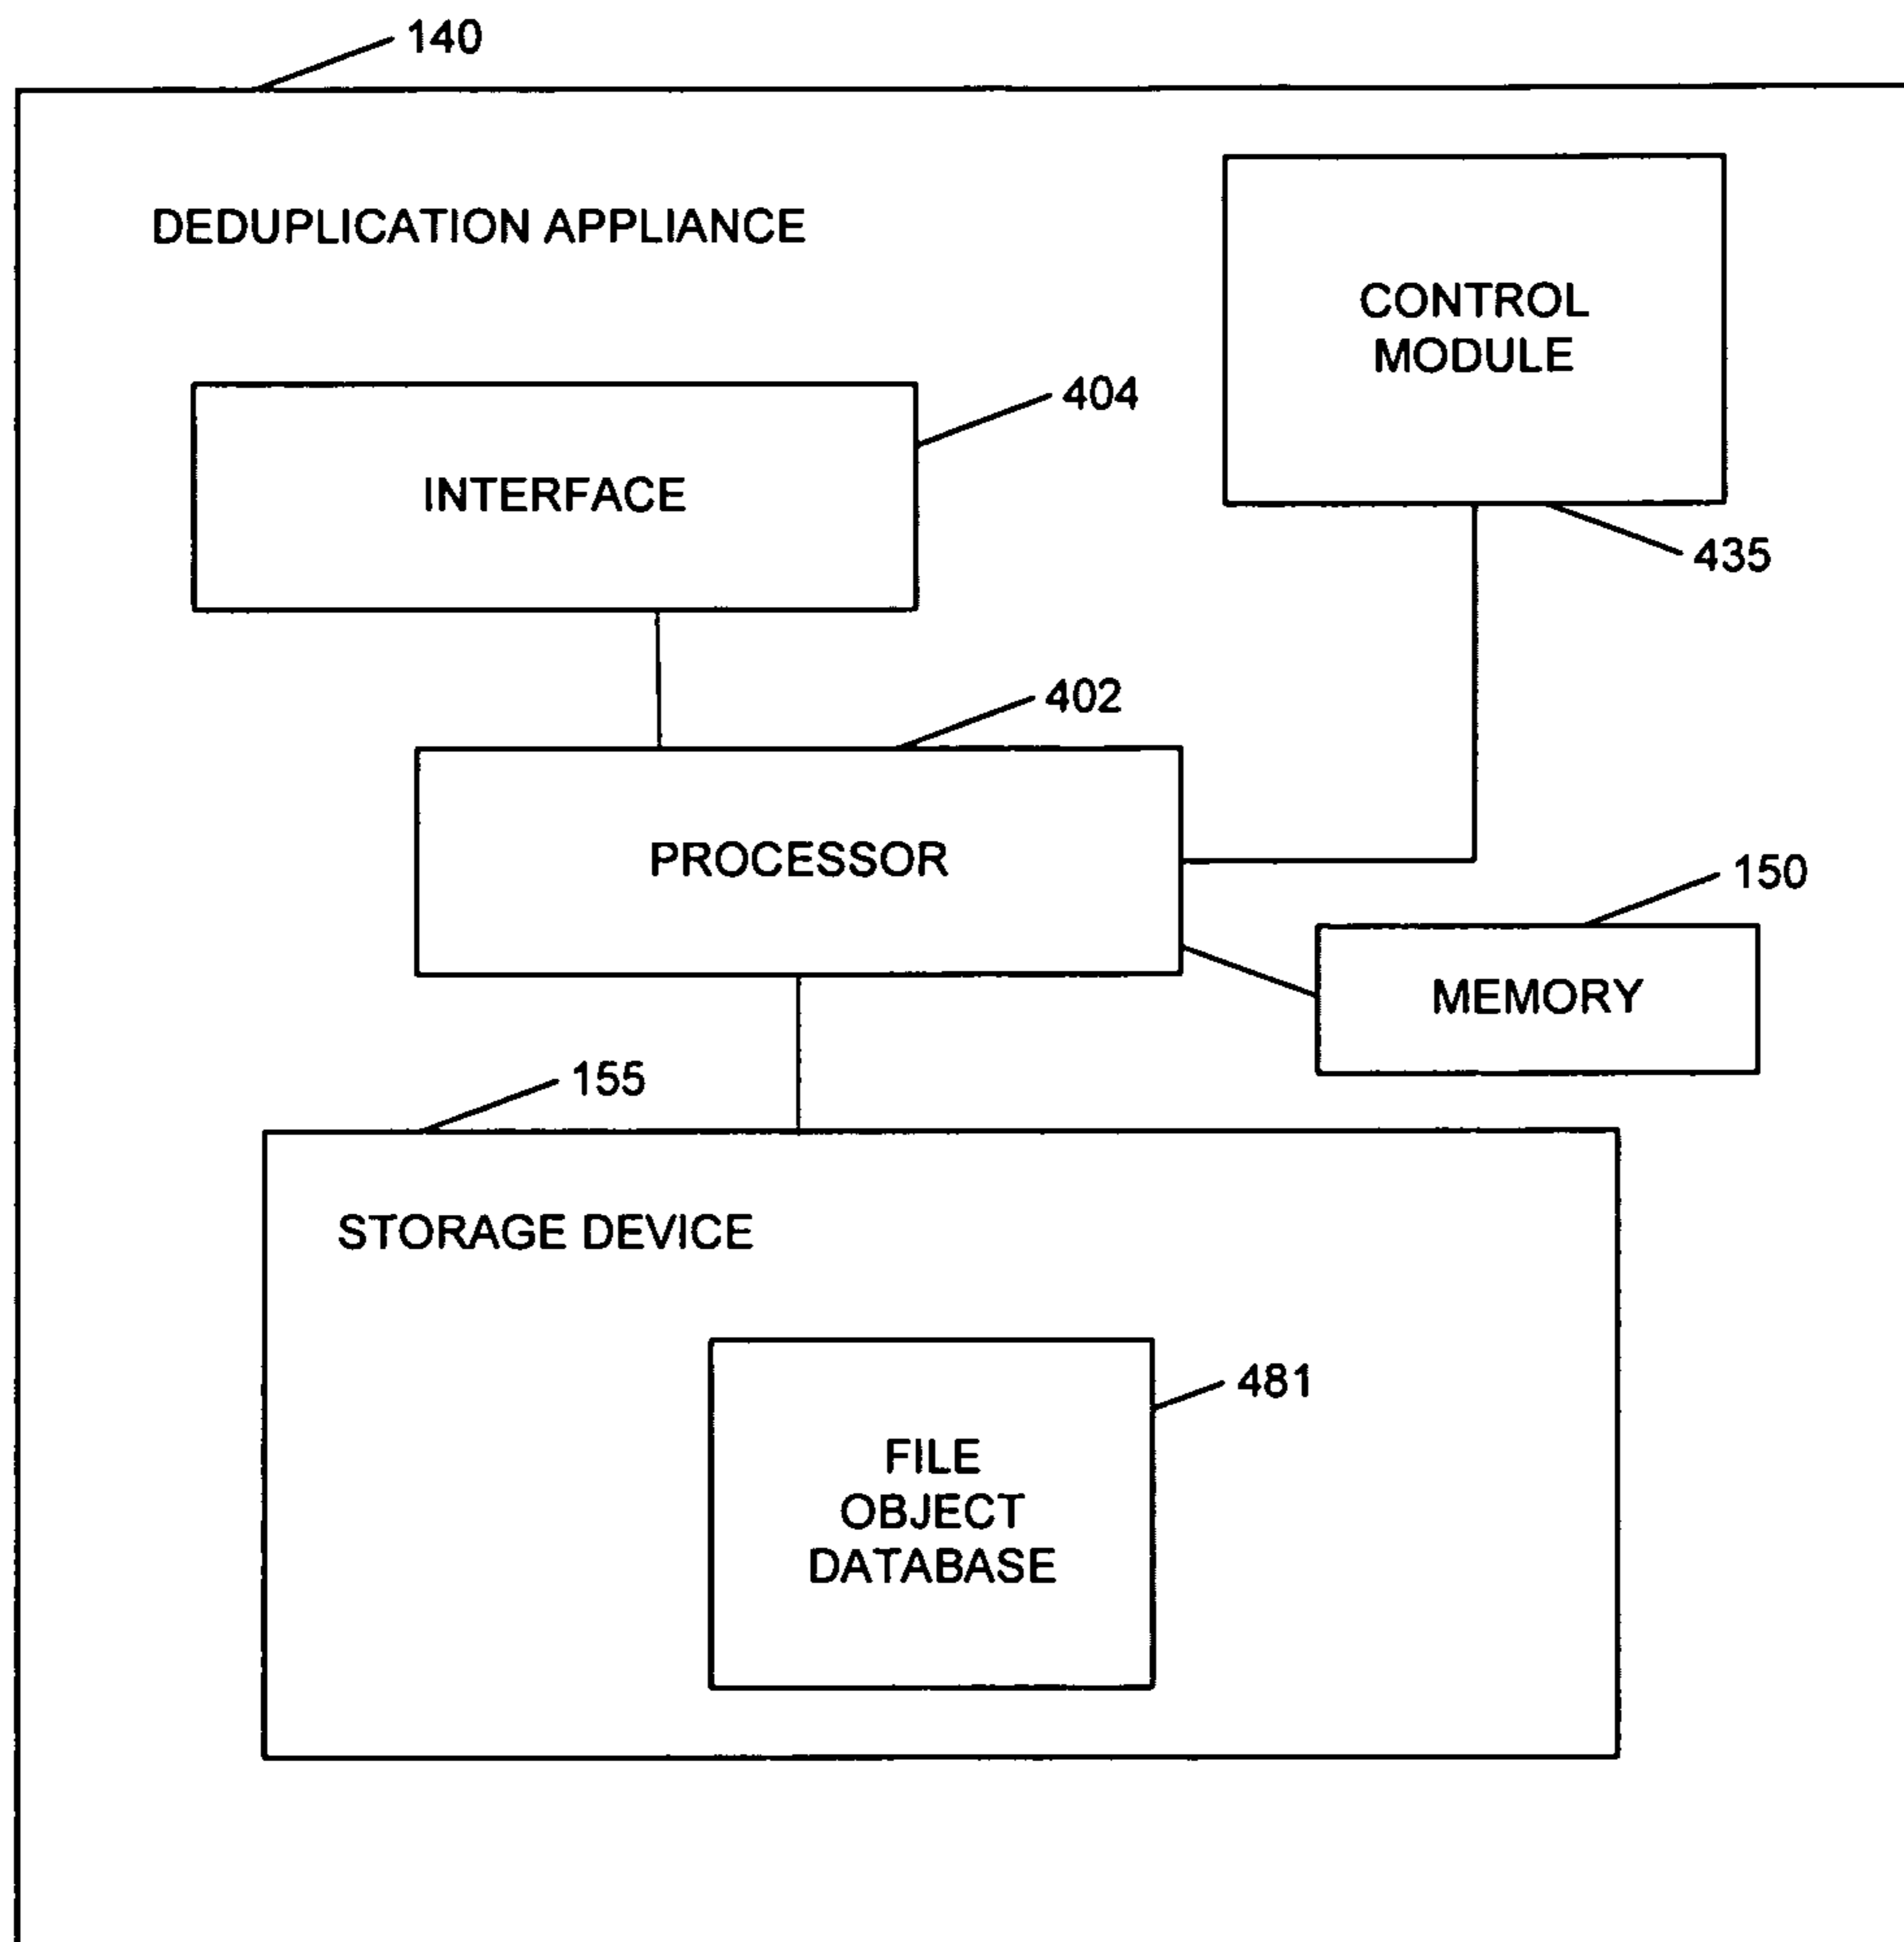 140
DEDUPLICATION APPLIANCE
CONTROL
MODULE
404
INTERFACE
435
402
PROCESSOR
150
MEMORY
155
STORAGE DEVICE
481
FILE
OBJECT
DATABASE